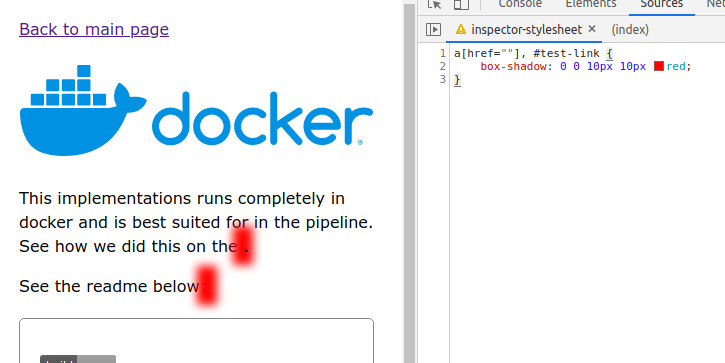 Console Elements Sources
inspector-stylesheet × (index)
Back to main page
docker
This implementations runs completely in
docker and is best suited for in the pipeline.
See how we did this on the .
See the readme below
1 a[href=""], #test-link {
2 box-shadow: 0 0 10px 10px red;
3 }